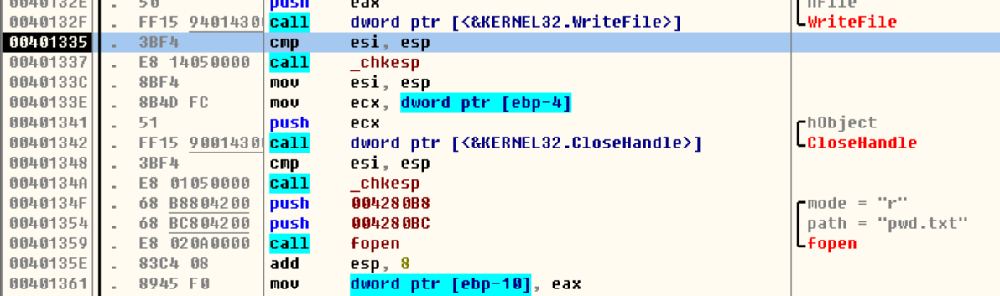 0040132E . 50 push eax hFile
0040132F . FF15 94014300 call dword ptr [<&KERNEL32.WriteFile>] WriteFile
00401335 . 3BF4 cmp esi, esp
00401337 . E8 14050000 call _chkesp
0040133C . 8BF4 mov esi, esp
0040133E . 8B4D FC mov ecx, dword ptr [ebp-4]
00401341 . 51 push ecx hObject
00401342 . FF15 90014300 call dword ptr [<&KERNEL32.CloseHandle>] CloseHandle
00401348 . 3BF4 cmp esi, esp
0040134A . E8 01050000 call _chkesp
0040134F . 68 B8804200 push 004280B8 mode = "r"
00401354 . 68 BC804200 push 004280BC path = "pwd.txt"
00401359 . E8 020A0000 call fopen fopen
0040135E . 83C4 08 add esp, 8
00401361 . 8945 F0 mov dword ptr [ebp-10], eax